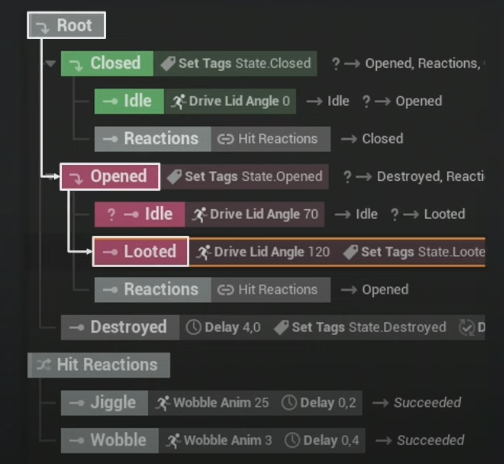 Root
Closed Set Tags State.Closed ? → Opened, Reactions,
Idle Drive Lid Angle 0 → Idle ? → Opened
Reactions Hit Reactions → Closed
Opened Set Tags State.Opened ? → Destroyed, Reacti
? Idle Drive Lid Angle 70 → Idle ? → Looted
Looted Drive Lid Angle 120 Set Tags State.Loote
Reactions Hit Reactions → Opened
Destroyed Delay 4,0 Set Tags State.Destroyed D
Hit Reactions
Jiggle Wobble Anim 25 Delay 0,2 → Succeeded
Wobble Wobble Anim 3 Delay 0,4 → Succeeded